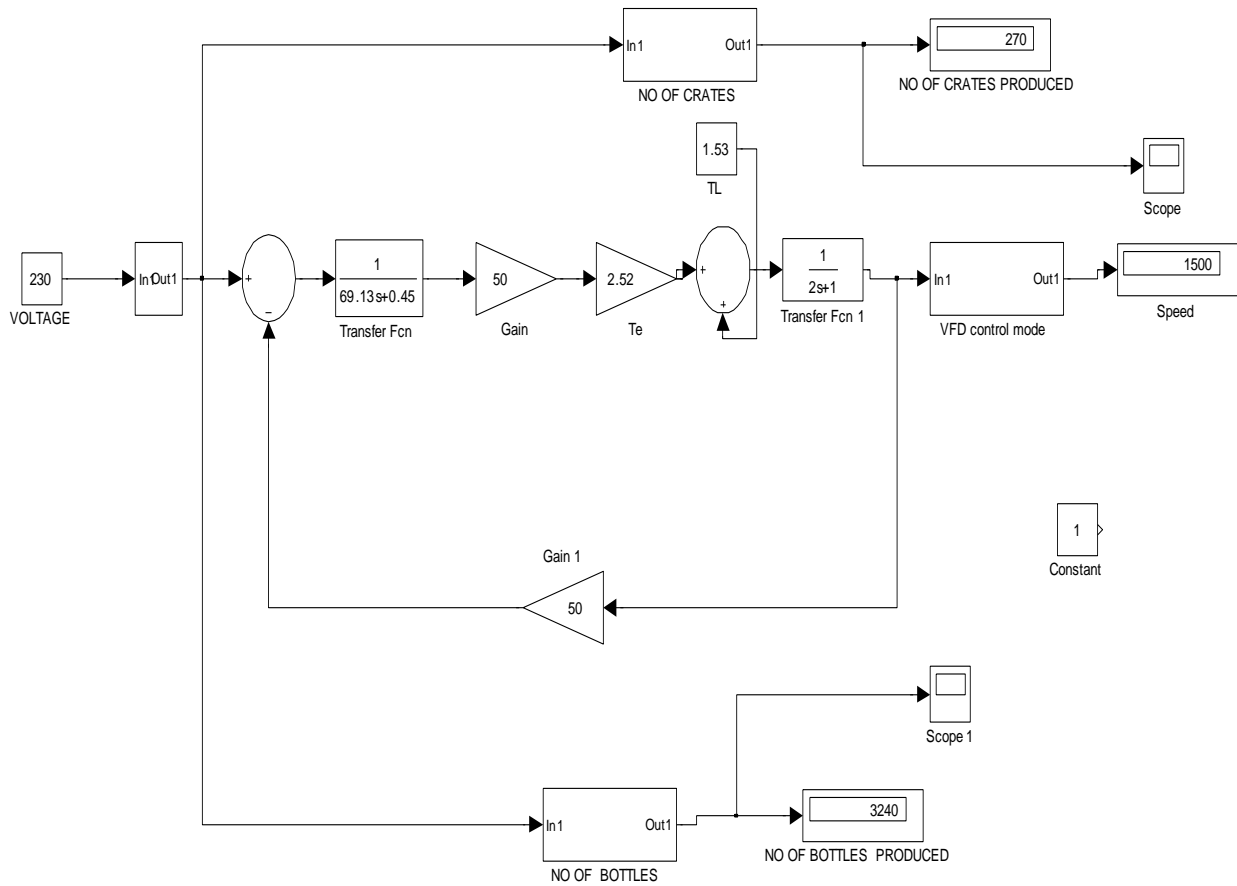 In1 Out1
NO OF CRATES
270
NO OF CRATES PRODUCED
1.53
TL
Scope
230
VOLTAGE
In1 Out1
+
−
1
69.13s+0.45
Transfer Fcn
50
Gain
2.52
Te
+
+
1
2s+1
Transfer Fcn 1
In1 Out1
VFD control mode
1500
Speed
1
Constant
Gain 1
50
Scope 1
In1 Out1
NO OF BOTTLES
3240
NO OF BOTTLES PRODUCED